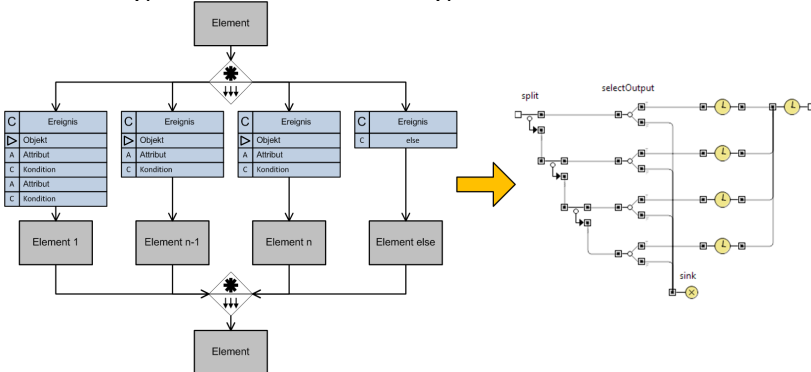 Element
C Ereignis
Objekt
A Attribut
C Kondition
A Attribut
C Kondition
C Ereignis
Objekt
A Attribut
C Kondition
C Ereignis
Objekt
A Attribut
C Kondition
C Ereignis
C else
Element 1
Element n-1
Element n
Element else
Element
split
selectOutput
L
L
L
L
L
sink